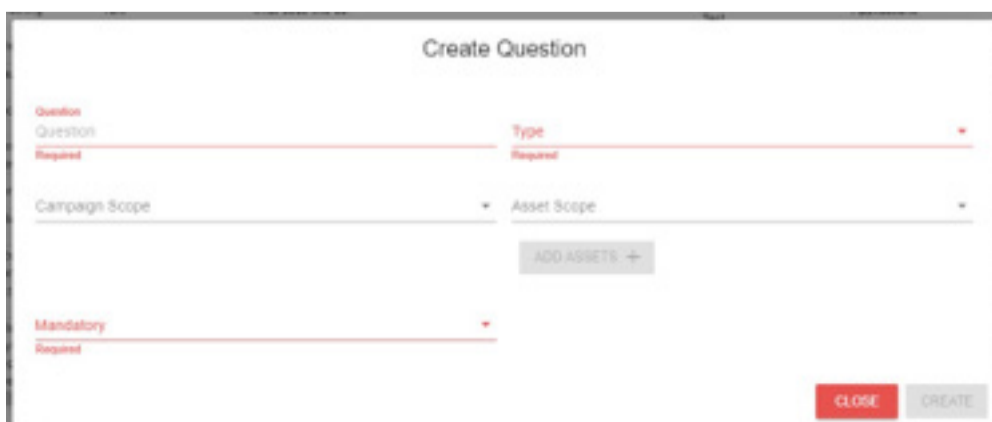 Create Question
Question
Question
Type
Required
Required
Campaign Scope
Asset Scope
ADD ASSETS +
Mandatory
Required
CLOSE
CREATE